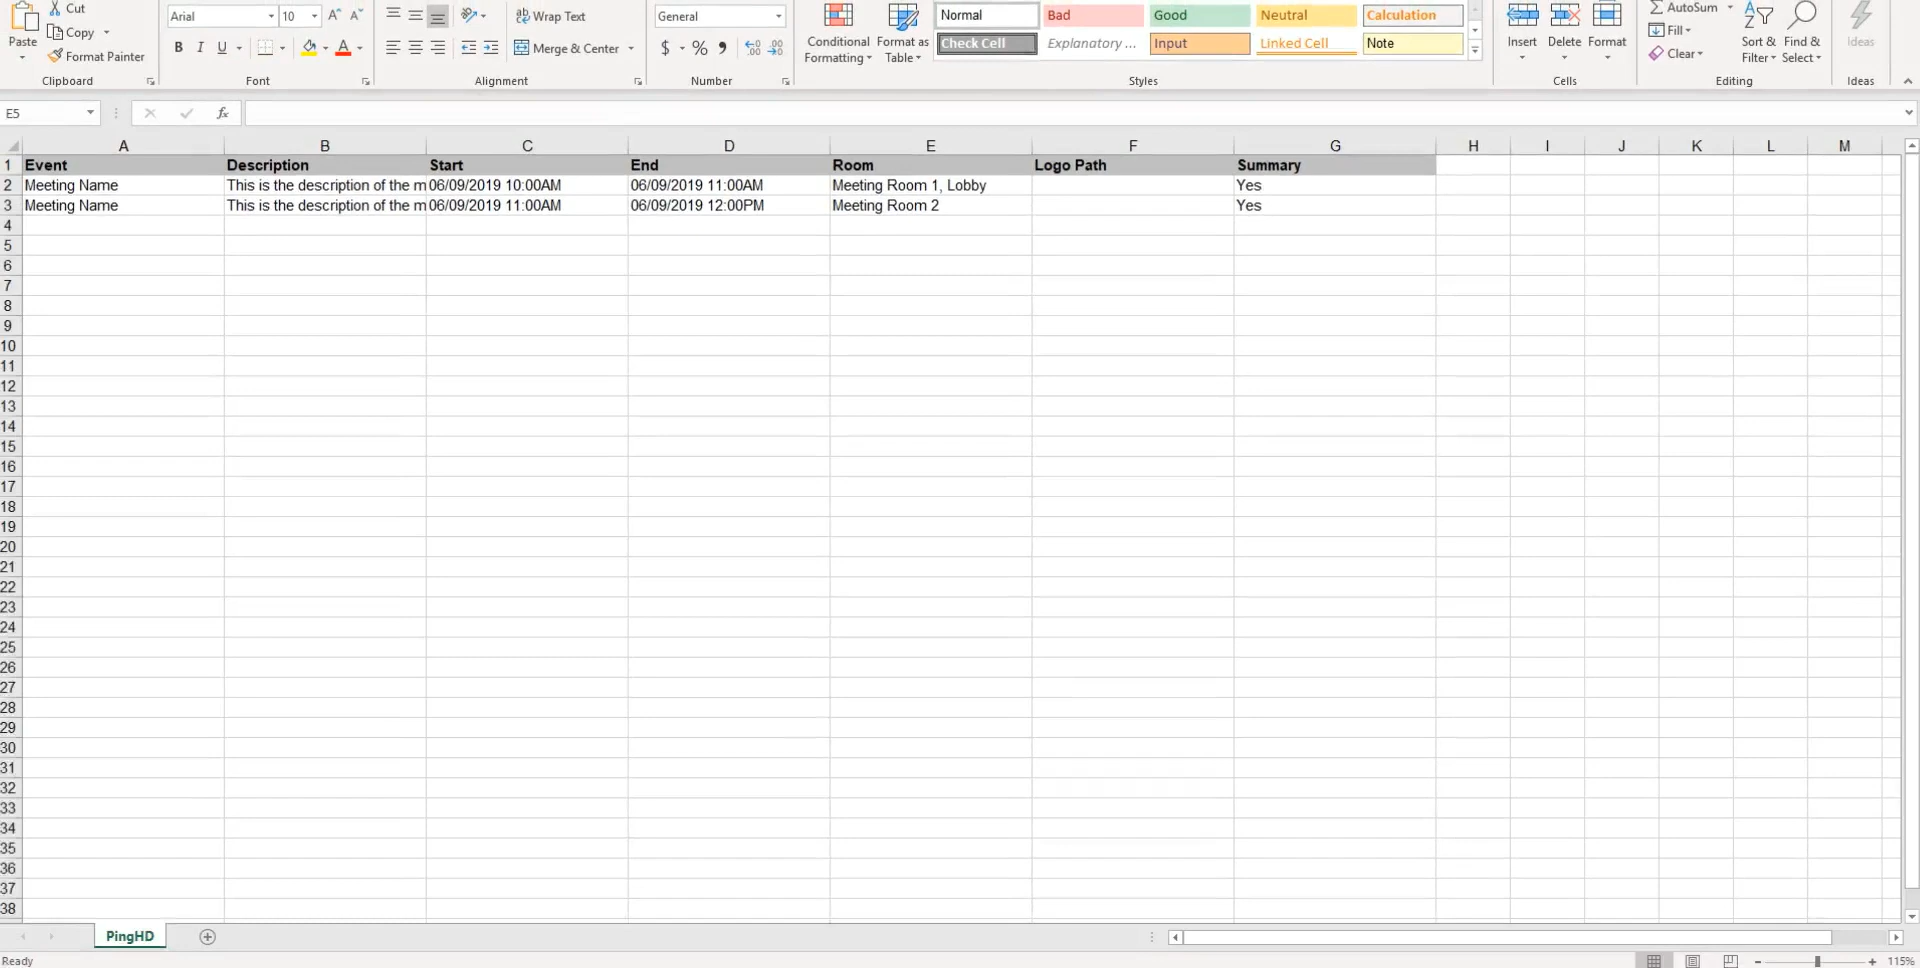 Cut
Copy
Format Painter
Paste
Clipboard
Arial 10
B I U
Font
Wrap Text
Merge & Center
Alignment
General
$ % ,
Number
Conditional Formatting
Format as Table
Normal Bad Good Neutral Calculation
Check Cell Explanatory ... Input Linked Cell Note
Styles
Insert Delete Format
Cells
AutoSum
Fill
Clear
Sort & Filter
Find & Select
Editing
Ideas
Ideas
E5 fx
A B C D E F G H I J K L M
1 Event Description Start End Room Logo Path Summary
2 Meeting Name This is the description of the m 06/09/2019 10:00AM 06/09/2019 11:00AM Meeting Room 1, Lobby Yes
3 Meeting Name This is the description of the m 06/09/2019 11:00AM 06/09/2019 12:00PM Meeting Room 2 Yes
4
5
6
7
8
9
10
11
12
13
14
15
16
17
18
19
20
21
22
23
24
25
26
27
28
29
30
31
32
33
34
35
36
37
38
PingHD
Ready
115%